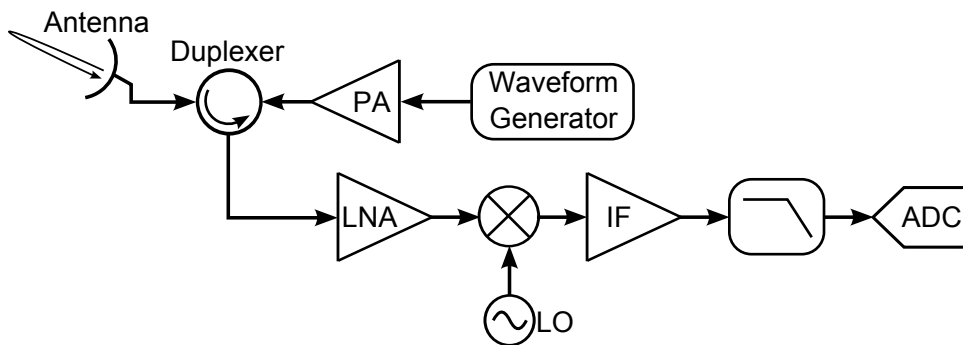 Antenna
Duplexer
PA
Waveform
Generator
LNA
IF
ADC
LO